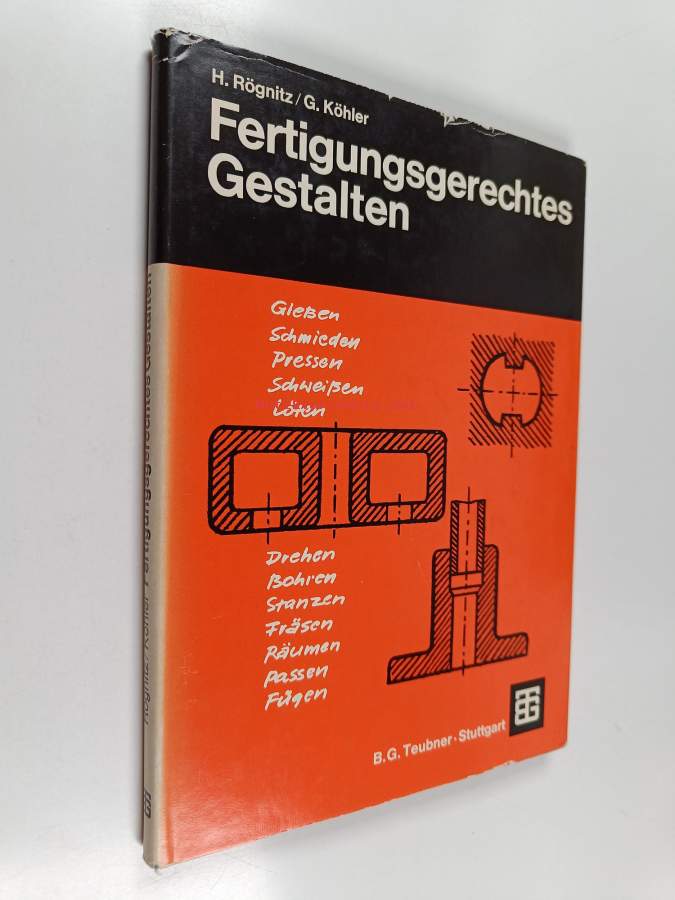 H. Rögnitz/G. Köhler
Fertigungsgerechtes
Gestalten
Gießen
Schmieden
Pressen
Schweißen
Löten
Drehen
Bohren
Stanzen
Fräsen
Räumen
Passen
Fügen
B.G. Teubner · Stuttgart
Rögnitz/Köhler Fertigungsgerechtes Gestalten